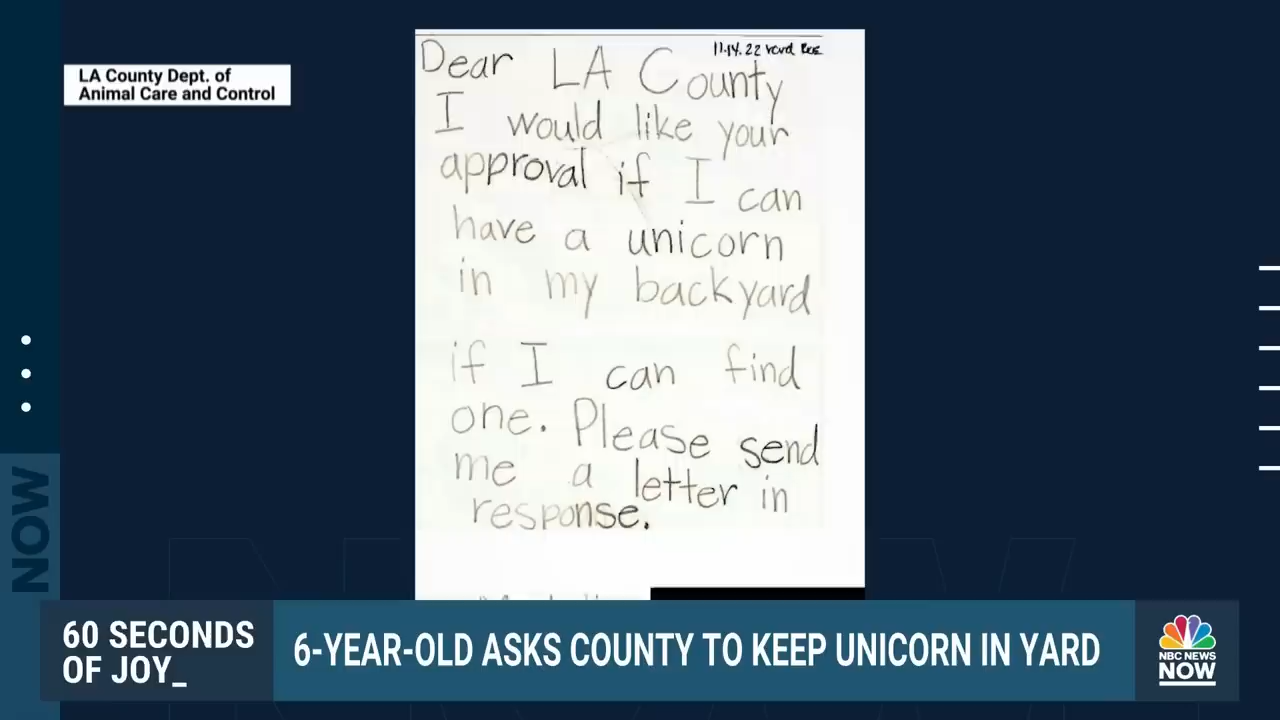 LA County Dept. of
Animal Care and Control
11.14.22 rcvd
Dear LA County
I would like your
approval if I can
have a unicorn
in my backyard
if I can find
one. Please send
me a letter in
response.
NOW
60 SECONDS
OF JOY_
6-YEAR-OLD ASKS COUNTY TO KEEP UNICORN IN YARD
NBC NEWS
NOW